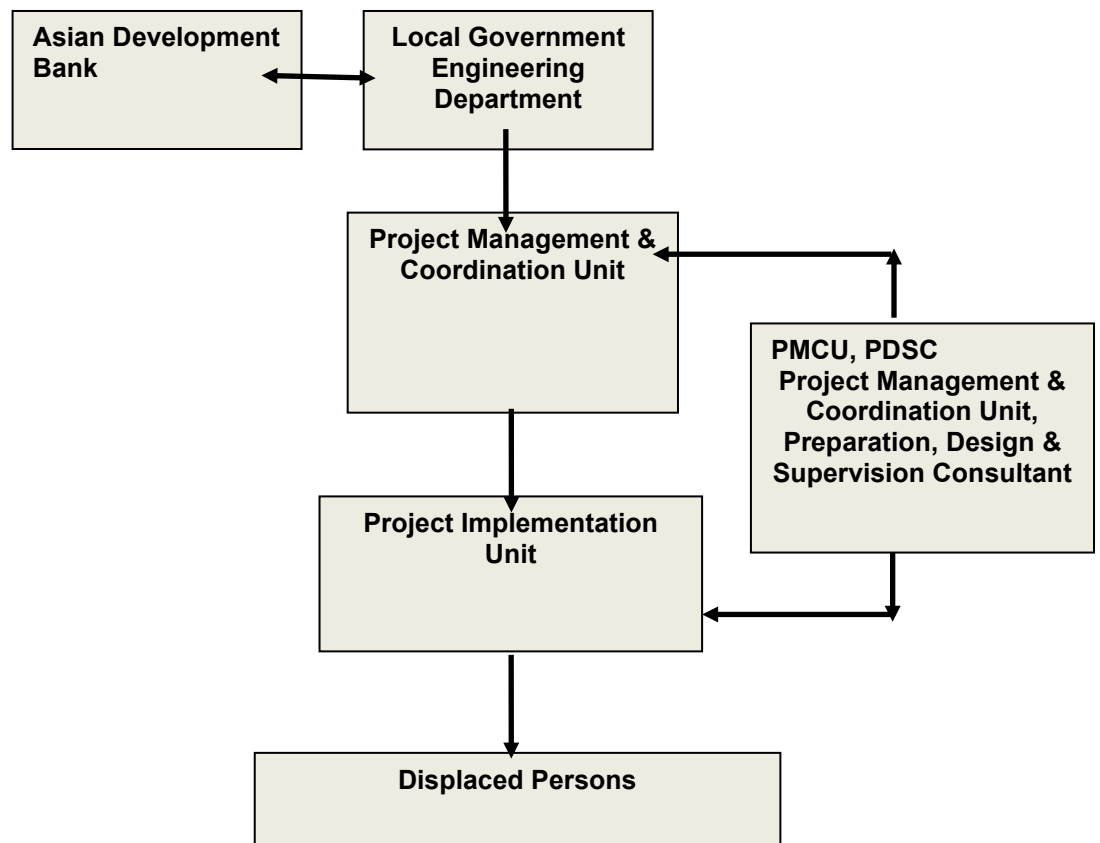 Asian Development
Bank
Local Government
Engineering
Department
Project Management &
Coordination Unit
PMCU, PDSC
Project Management &
Coordination Unit,
Preparation, Design &
Supervision Consultant
Project Implementation
Unit
Displaced Persons